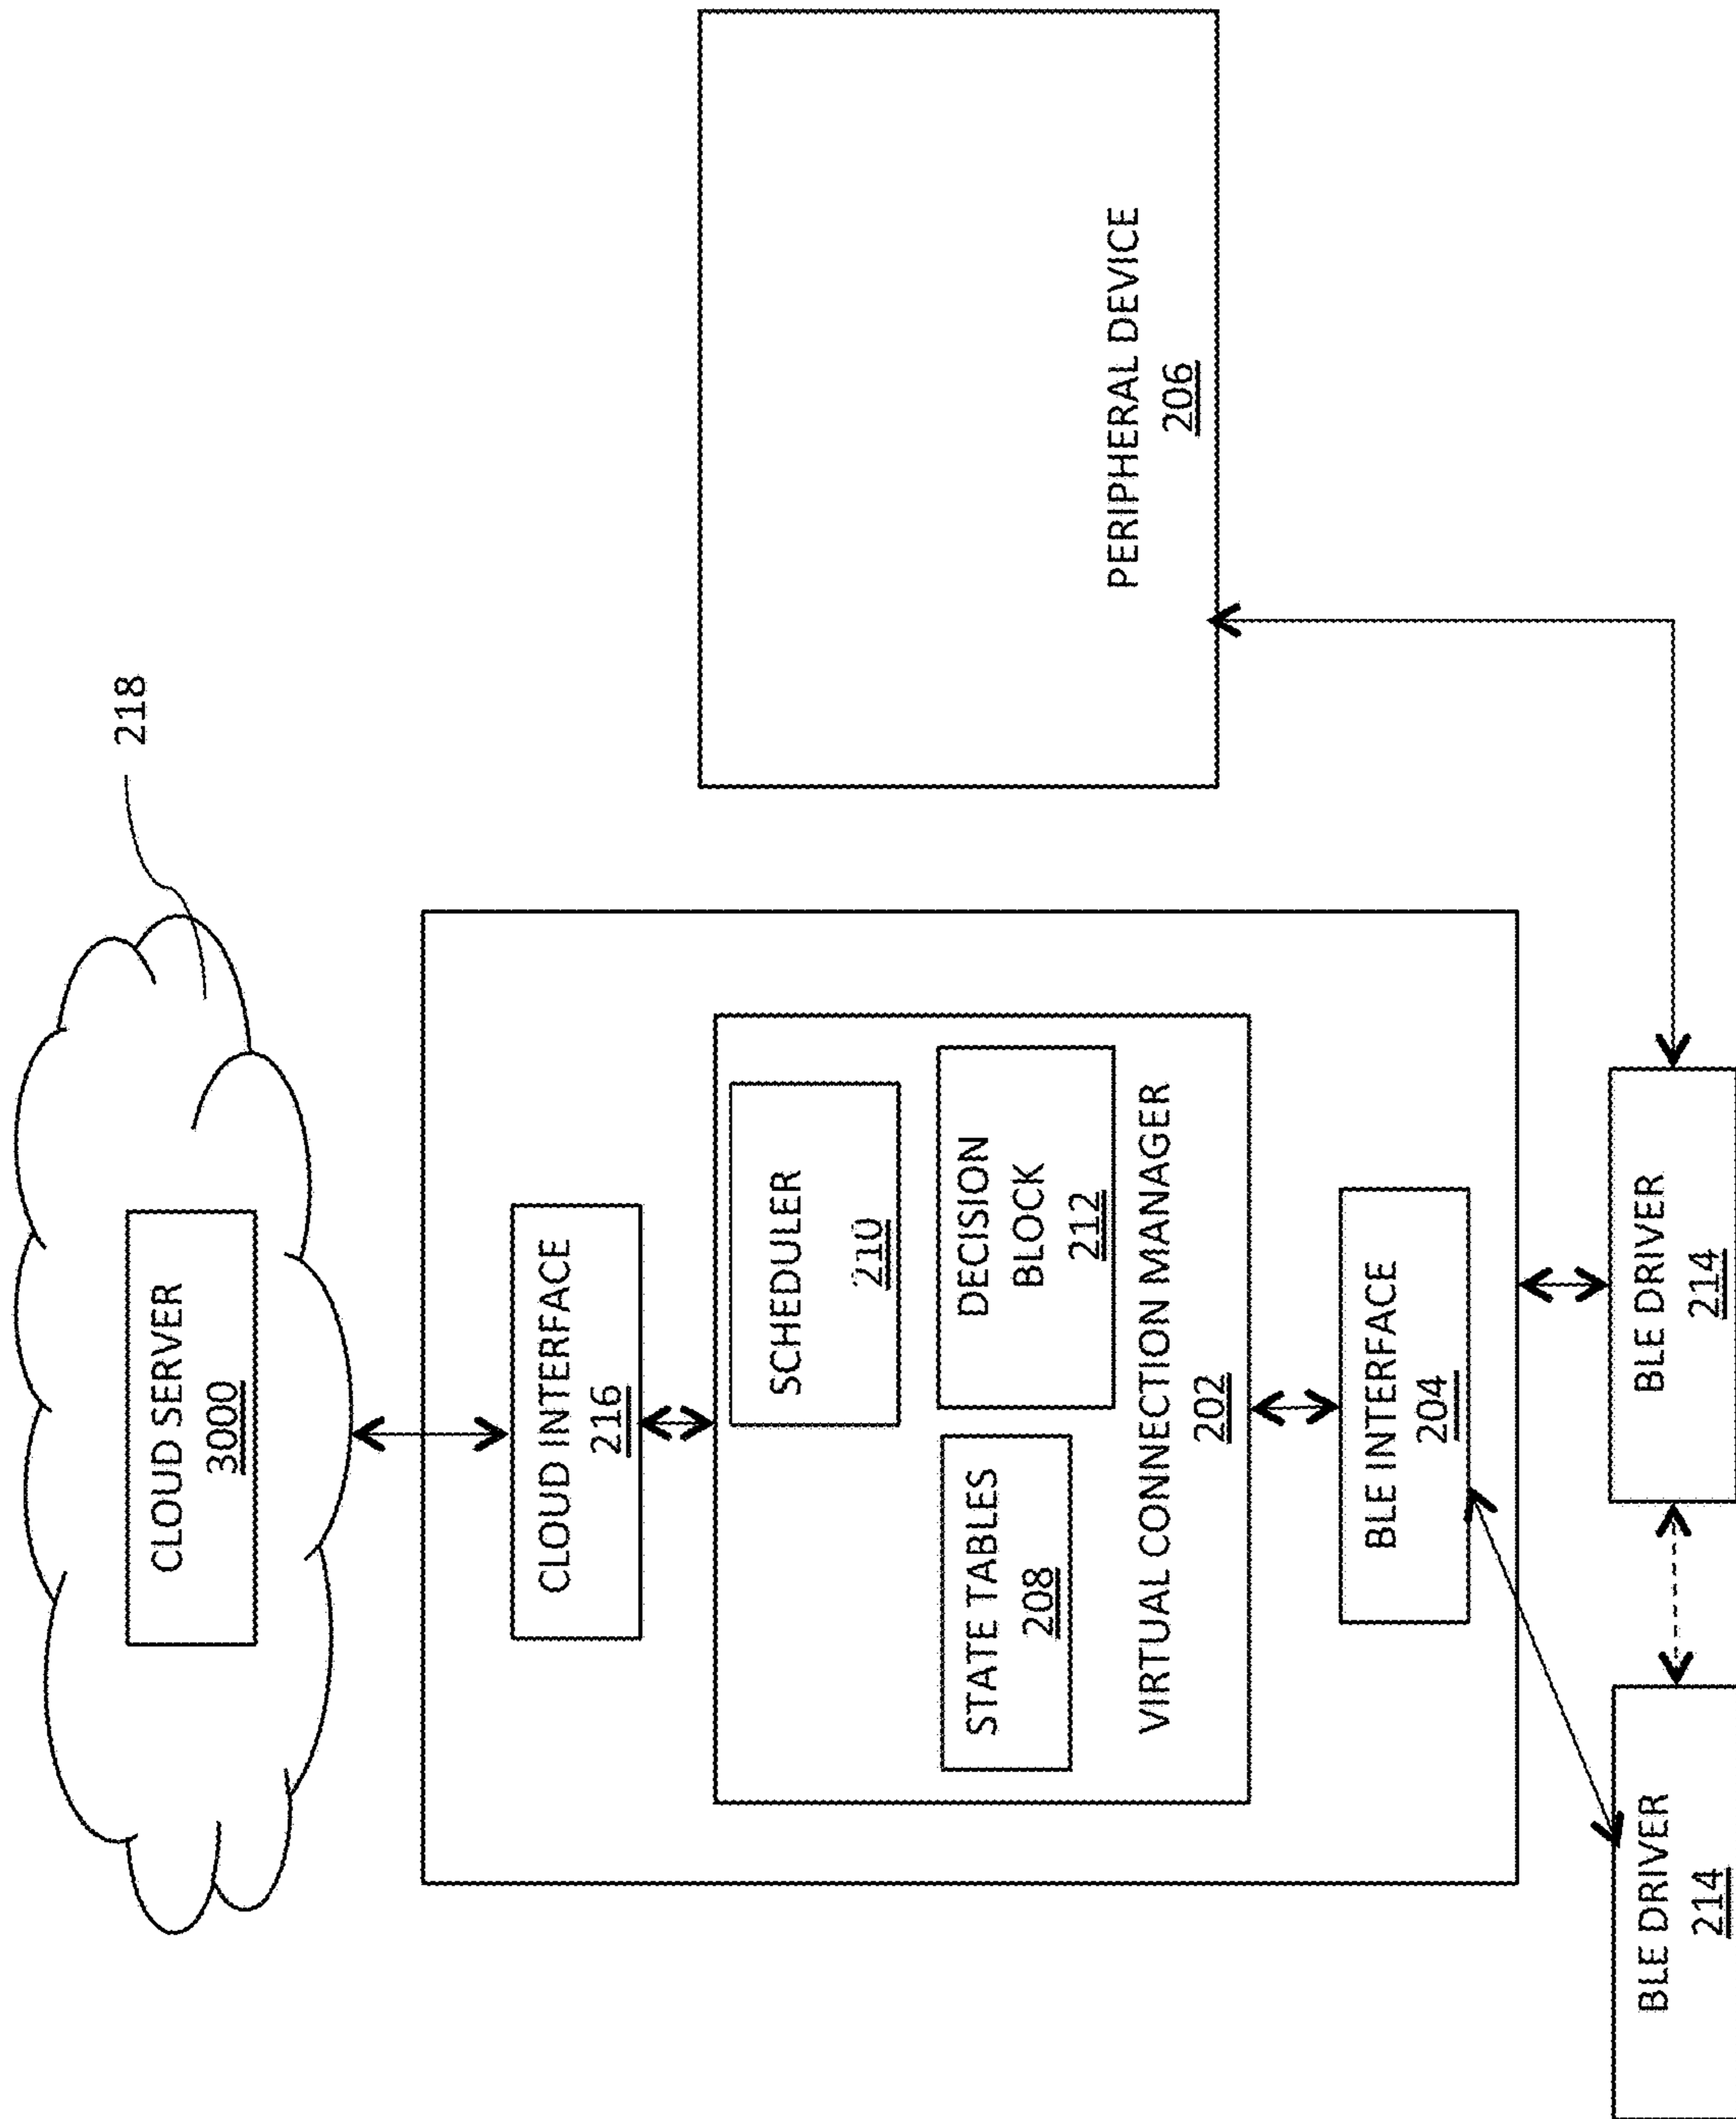 218
CLOUD SERVER
3000
CLOUD INTERFACE
216
SCHEDULER
210
STATE TABLES
208
DECISION
BLOCK
212
VIRTUAL CONNECTION MANAGER
202
BLE INTERFACE
204
PERIPHERAL DEVICE
206
BLE DRIVER
214
BLE DRIVER
214